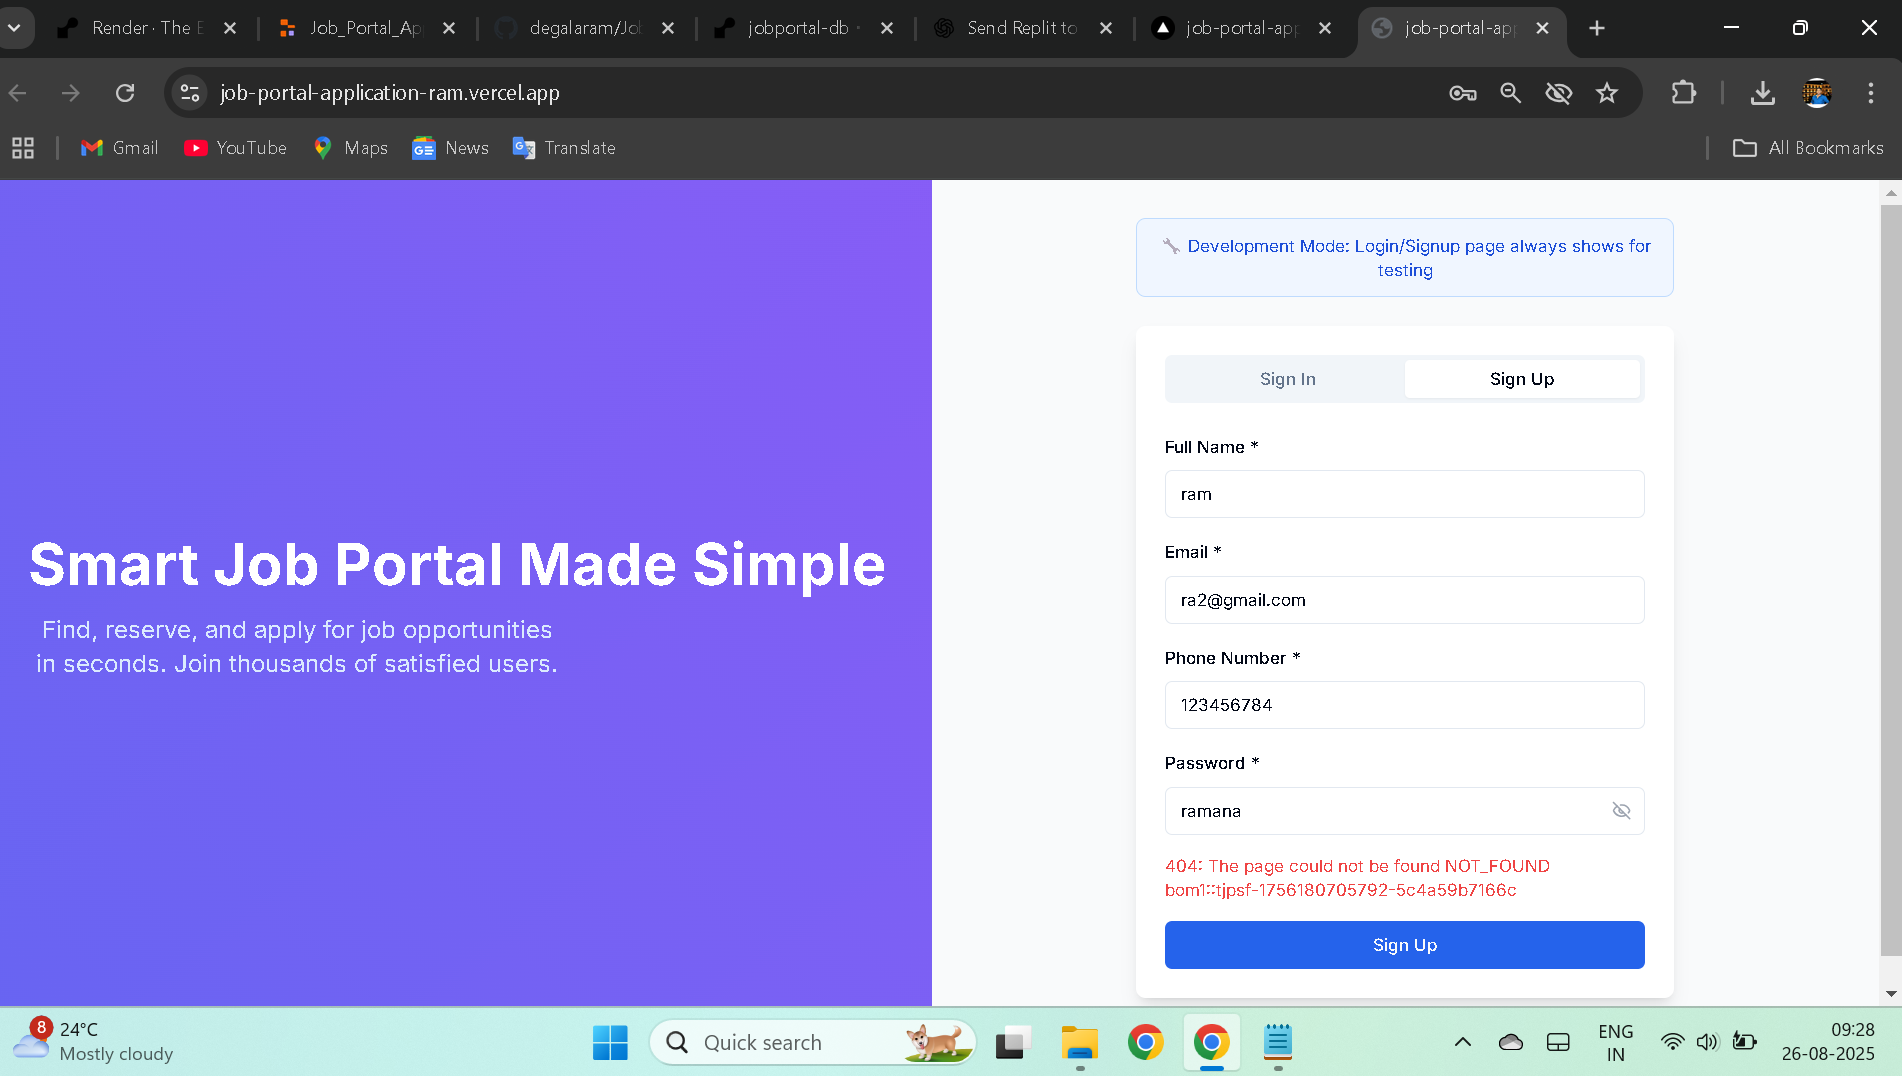 Render · The E
Job_Portal_Ap
degalaram/Jo
jobportal-db
Send Replit to
job-portal-app
job-portal-app
job-portal-application-ram.vercel.app
Gmail
YouTube
Maps
News
Translate
All Bookmarks
Smart Job Portal Made Simple
Find, reserve, and apply for job opportunities
in seconds. Join thousands of satisfied users.
Development Mode: Login/Signup page always shows for
testing
Sign In
Sign Up
Full Name *
ram
Email *
ra2@gmail.com
Phone Number *
123456784
Password *
ramana
404: The page could not be found NOT_FOUND
bom1::tjpsf-1756180705792-5c4a59b7166c
Sign Up
8
24°C
Mostly cloudy
Quick search
ENG
IN
09:28
26-08-2025